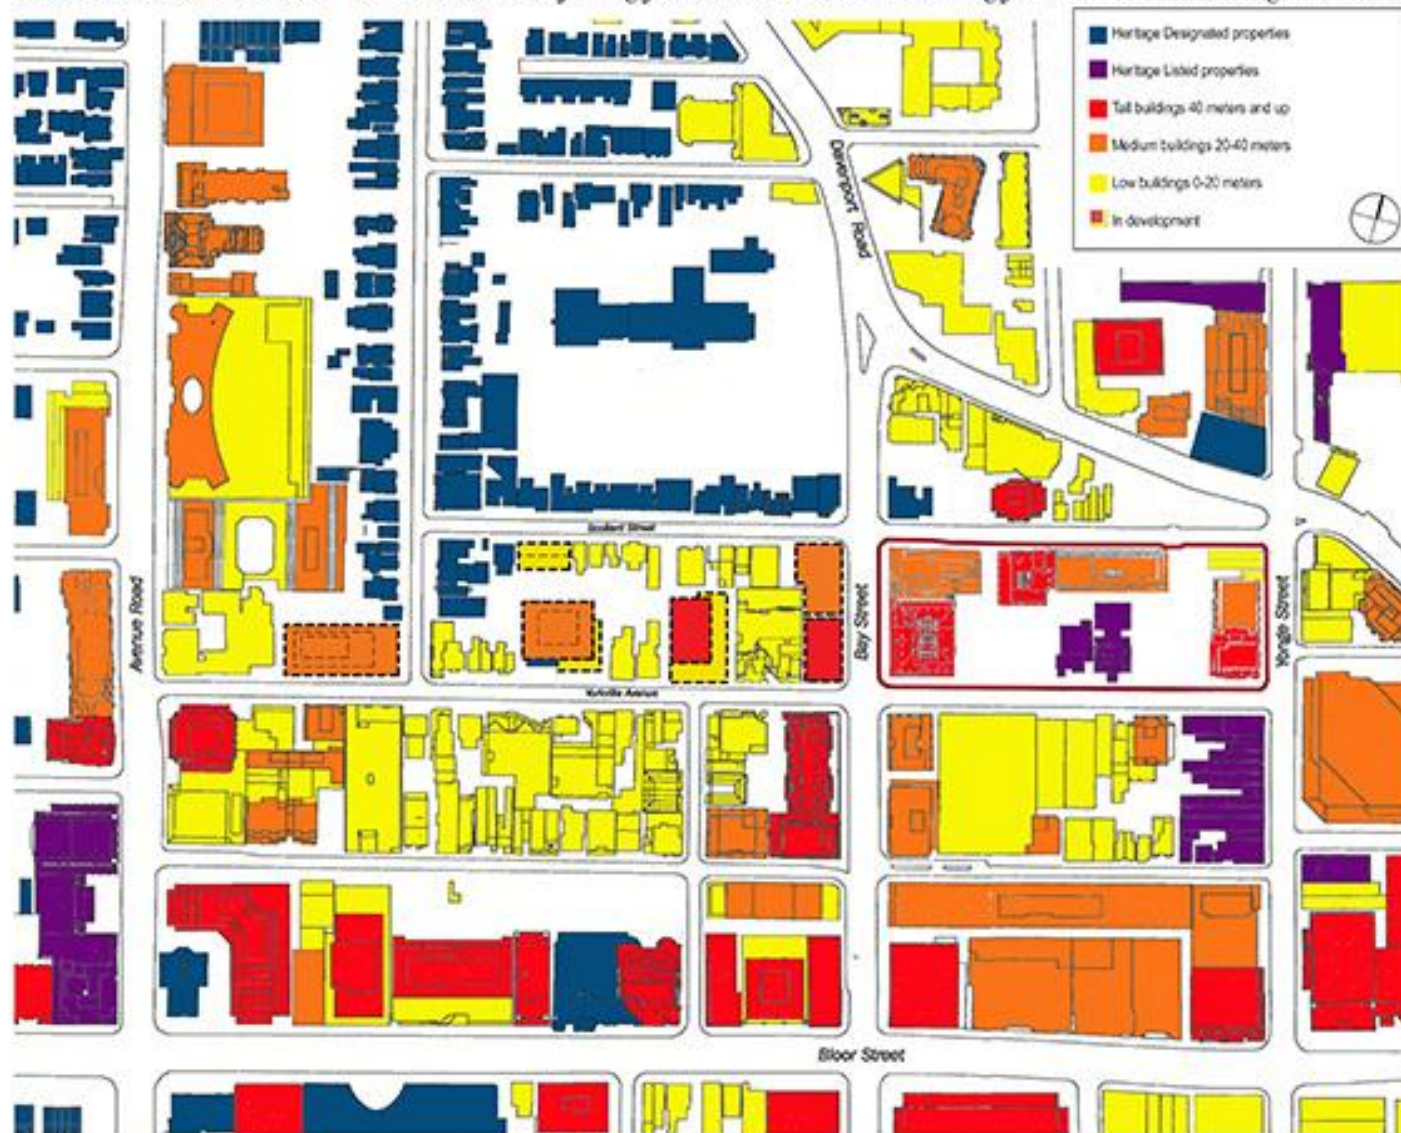 Heritage Designated properties
Heritage Listed properties
Tall buildings 40 meters and up
Medium buildings 20-40 meters
Low buildings 0-20 meters
In development
Davenport Road
Scollard Street
Avenue Road
Bay Street
Yonge Street
Yorkville Avenue
Bloor Street